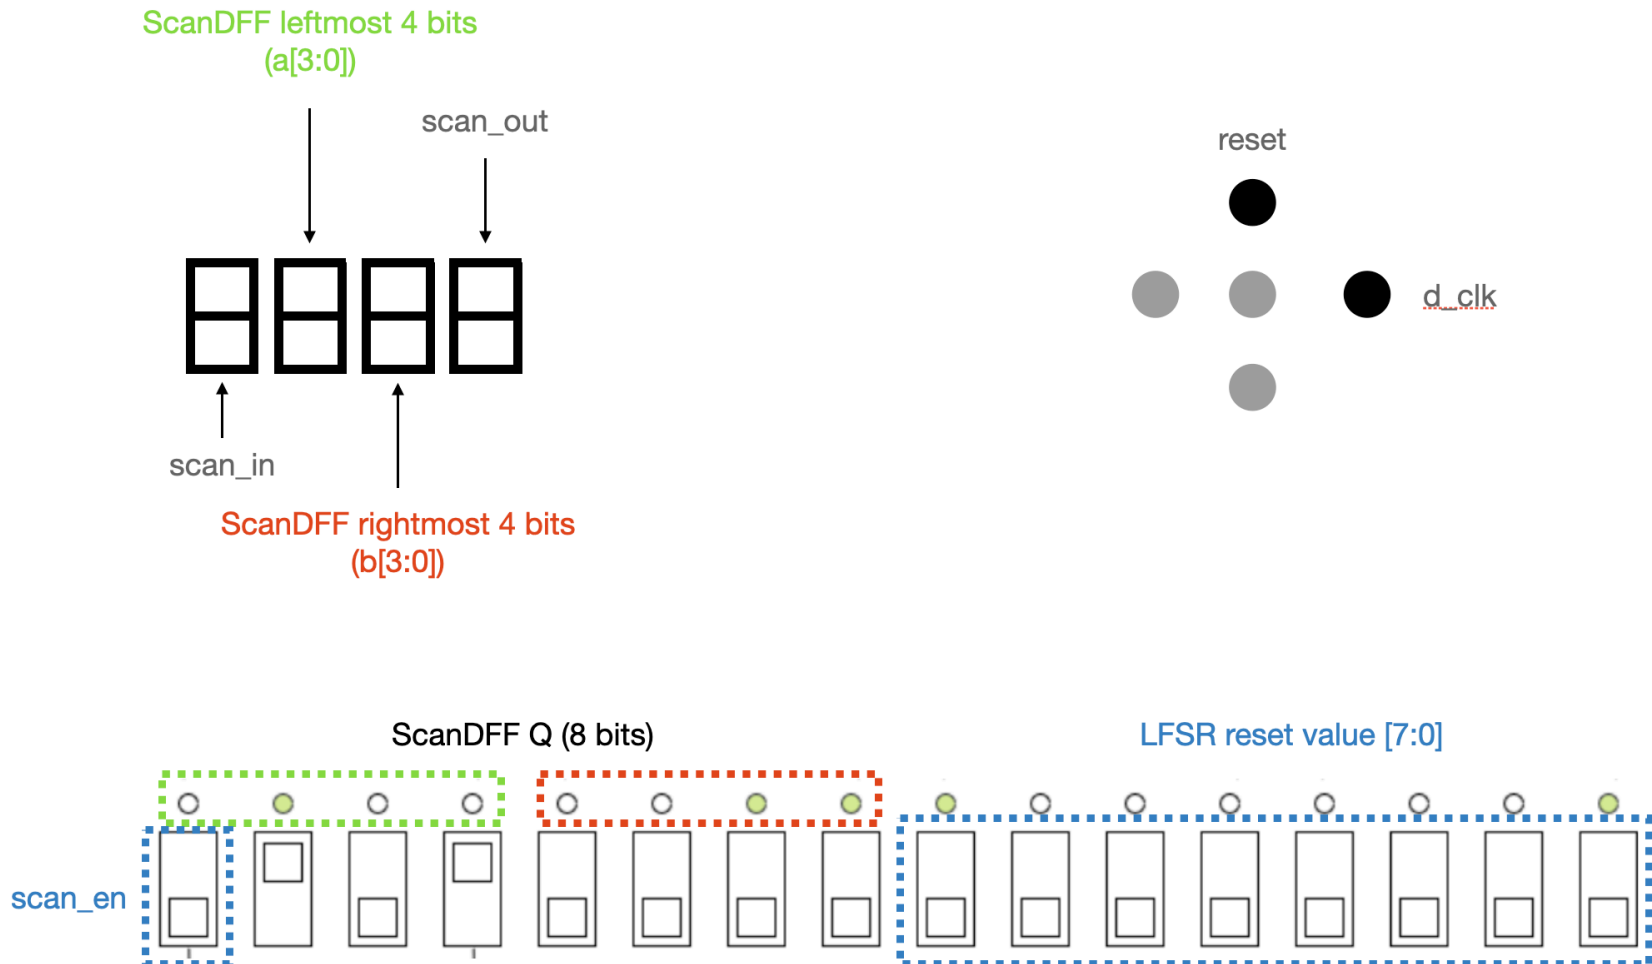 ScanDFF leftmost 4 bits
(a[3:0])
scan_out
reset
d_clk
scan_in
ScanDFF rightmost 4 bits
(b[3:0])
ScanDFF Q (8 bits)
LFSR reset value [7:0]
scan_en